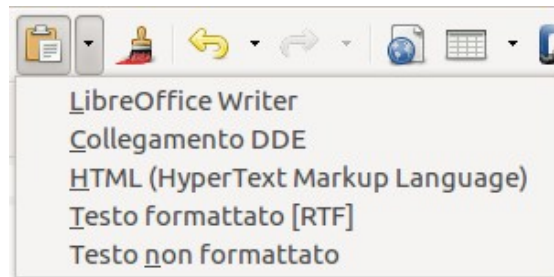 LibreOffice Writer
Collegamento DDE
HTML (HyperText Markup Language)
Testo formattato [RTF]
Testo non formattato